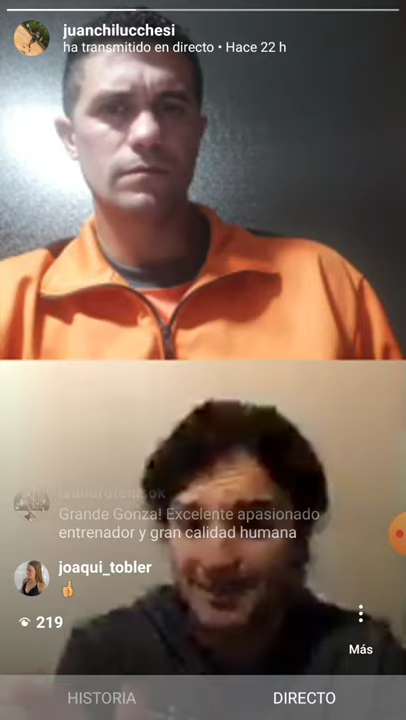 juanchilucchesi
ha transmitido en directo • Hace 22 h
Grande Gonza! Excelente apasionado
entrenador y gran calidad humana
joaqui_tobler
👍
219
Más
HISTORIA
DIRECTO